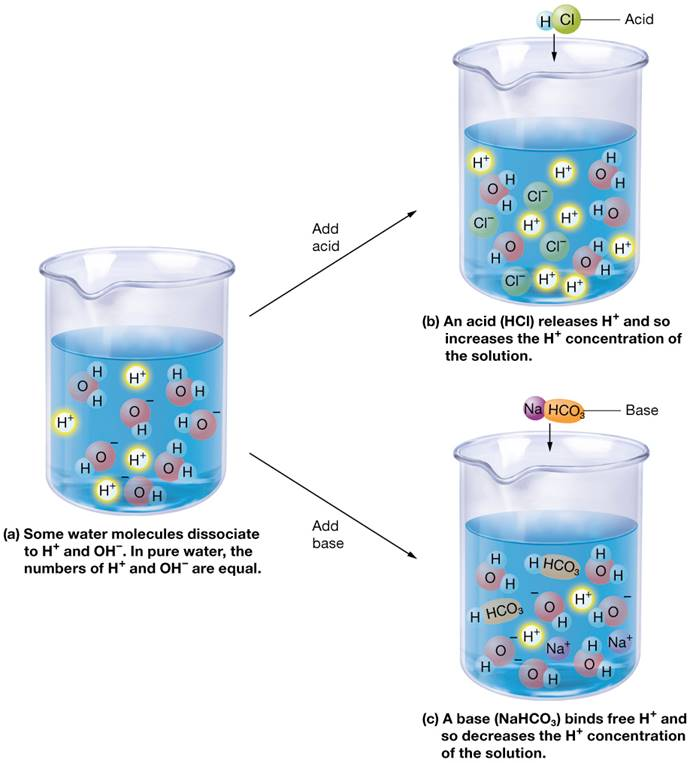 H Cl Acid
H⁺
H⁺
O H H
O H H
Cl⁻
Cl⁻
H⁺
H⁺
H O
H O
Cl⁻
H O H
H⁺
Cl⁻
H⁺
H⁺
Add
acid
(b) An acid (HCl) releases H⁺ and so
increases the H⁺ concentration of
the solution.
H O H
H⁺
H O H
H⁺
O⁻ H
H O⁻
H O⁻
H⁺
H O H
H⁺
⁻O H
(a) Some water molecules dissociate
to H⁺ and OH⁻. In pure water, the
numbers of H⁺ and OH⁻ are equal.
Add
base
Na HCO₃ Base
H O H
H HCO₃
H O H
H HCO₃
⁻O H
H⁺
H O⁻
H⁺
Na⁺
Na⁺
H O⁻
⁻O H
H O H
(c) A base (NaHCO₃) binds free H⁺ and
so decreases the H⁺ concentration
of the solution.